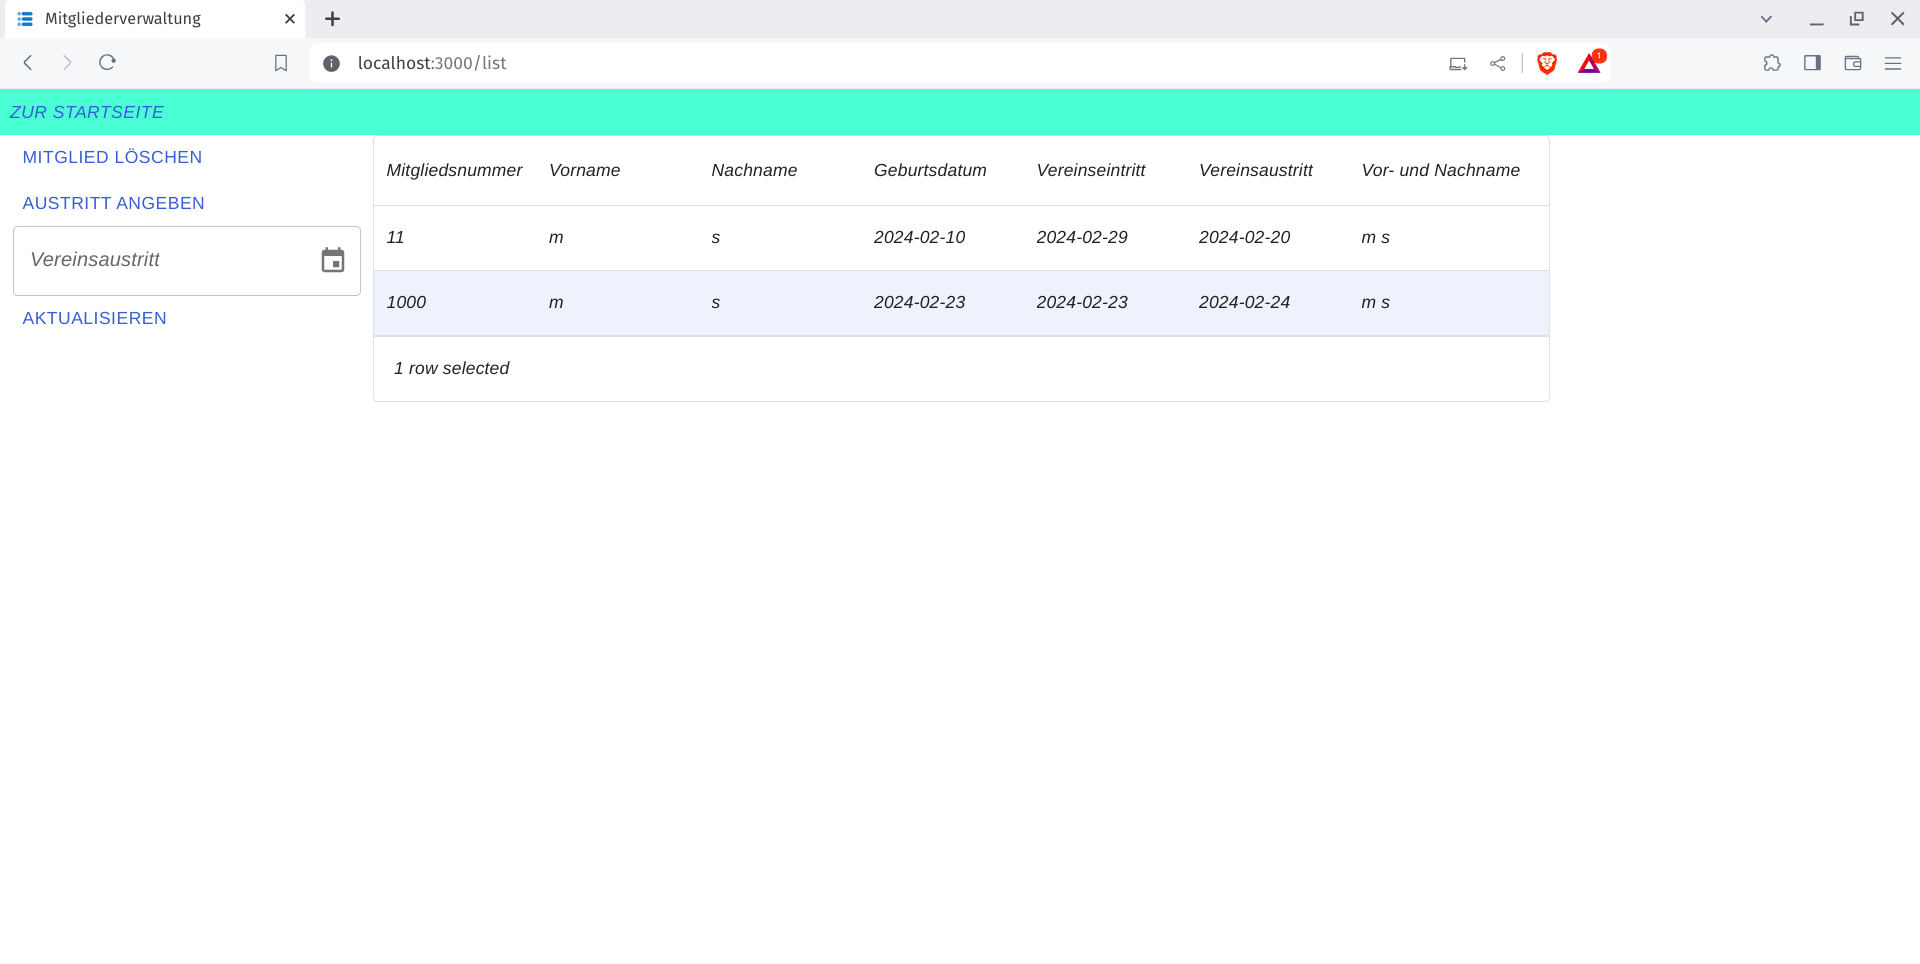 Mitgliederverwaltung
localhost:3000/list
1
ZUR STARTSEITE
MITGLIED LÖSCHEN
AUSTRITT ANGEBEN
Vereinsaustritt
AKTUALISIEREN
Mitgliedsnummer Vorname Nachname Geburtsdatum Vereinseintritt Vereinsaustritt Vor- und Nachname
11 m s 2024-02-10 2024-02-29 2024-02-20 m s
1000 m s 2024-02-23 2024-02-23 2024-02-24 m s
1 row selected